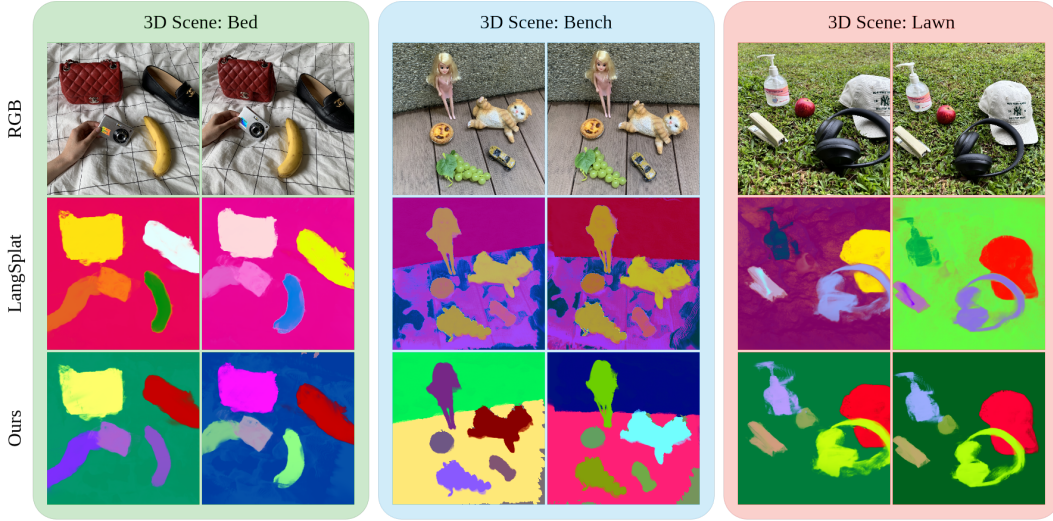 3D Scene: Bed
3D Scene: Bench
3D Scene: Lawn
RGB
LangSplat
Ours